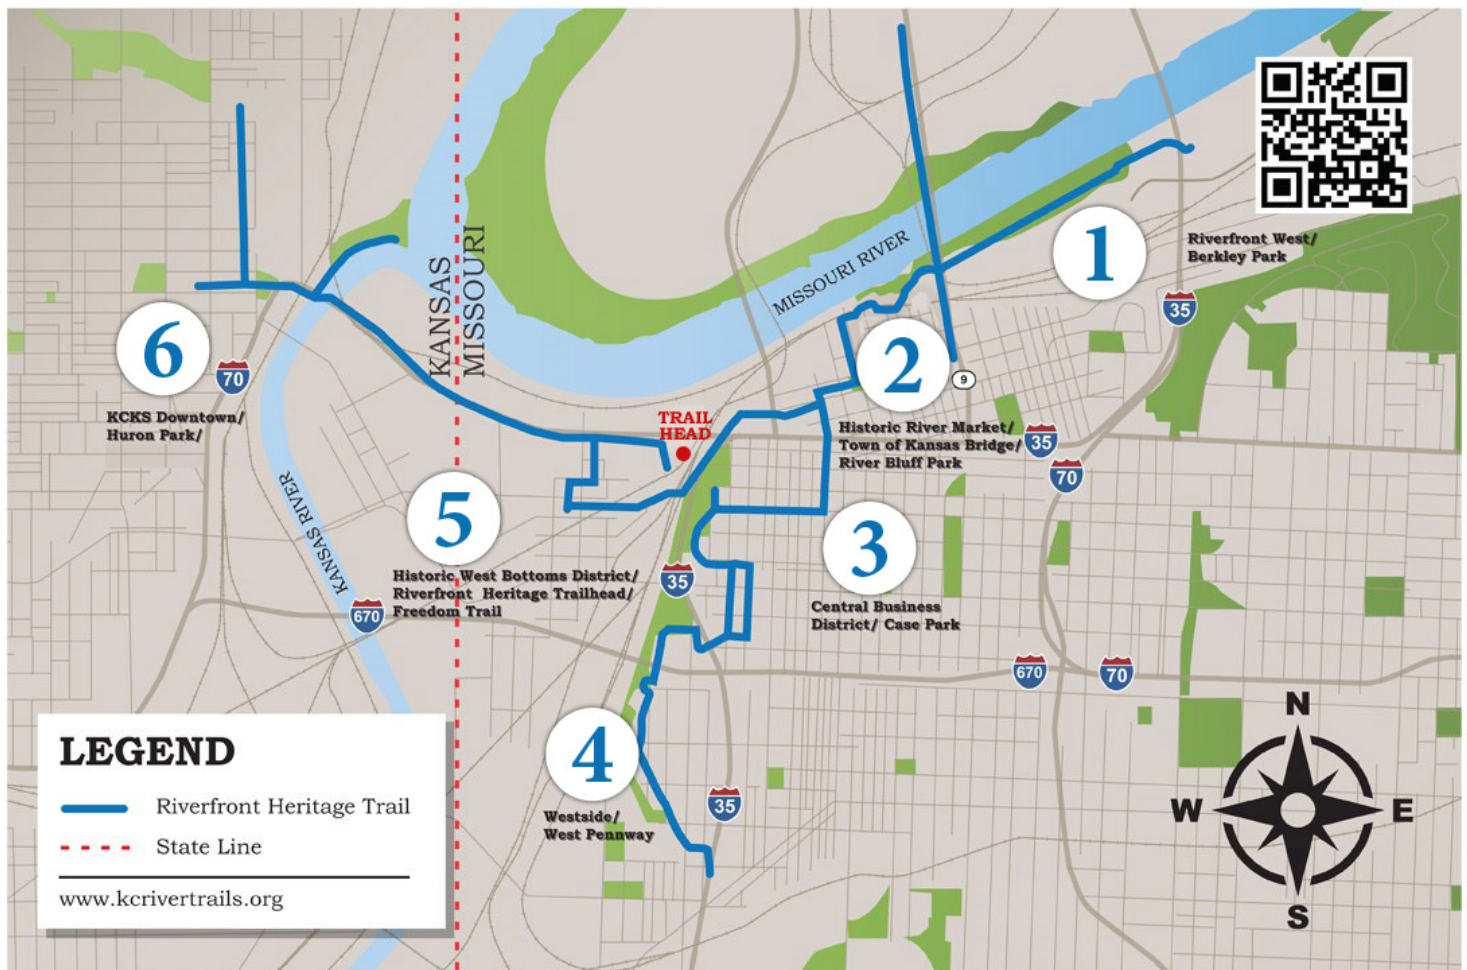 KANSAS
MISSOURI
MISSOURI RIVER
1
Riverfront West/
Berkley Park
35
6
70
KCKS Downtown/
Huron Park/
2
9
Historic River Market/
Town of Kansas Bridge/
River Bluff Park
35
70
TRAIL
HEAD
KANSAS RIVER
5
Historic West Bottoms District/
Riverfront Heritage Trailhead/
Freedom Trail
670
35
3
Central Business
District/ Case Park
670
70
4
Westside/
West Pennway
35
LEGEND
Riverfront Heritage Trail
State Line
www.kcrivertrails.org
N
W
E
S